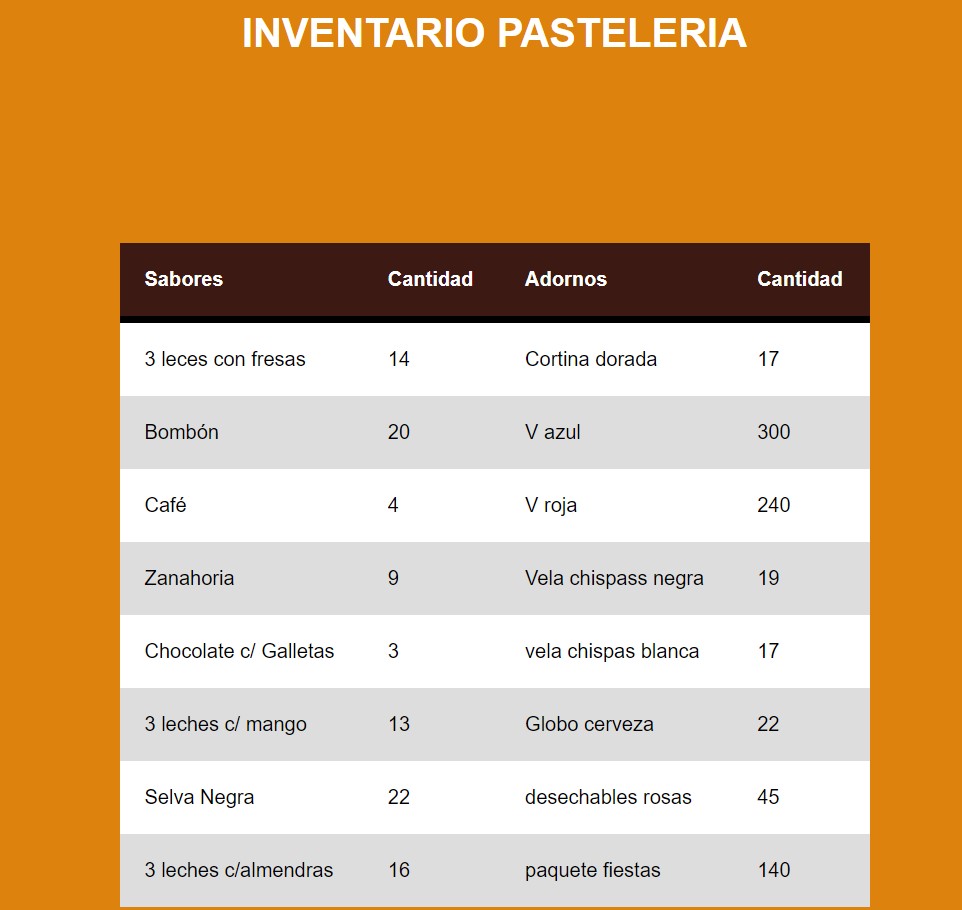 INVENTARIO PASTELERIA
Sabores Cantidad Adornos Cantidad
3 leces con fresas 14 Cortina dorada 17
Bombón 20 V azul 300
Café 4 V roja 240
Zanahoria 9 Vela chispass negra 19
Chocolate c/ Galletas 3 vela chispas blanca 17
3 leches c/ mango 13 Globo cerveza 22
Selva Negra 22 desechables rosas 45
3 leches c/almendras 16 paquete fiestas 140